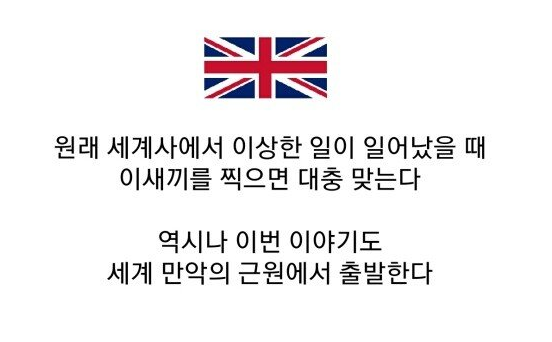 원래 세계사에서 이상한 일이 일어났을 때
이새끼를 찍으면 대충 맞는다
역시나 이번 이야기도
세계 만악의 근원에서 출발한다